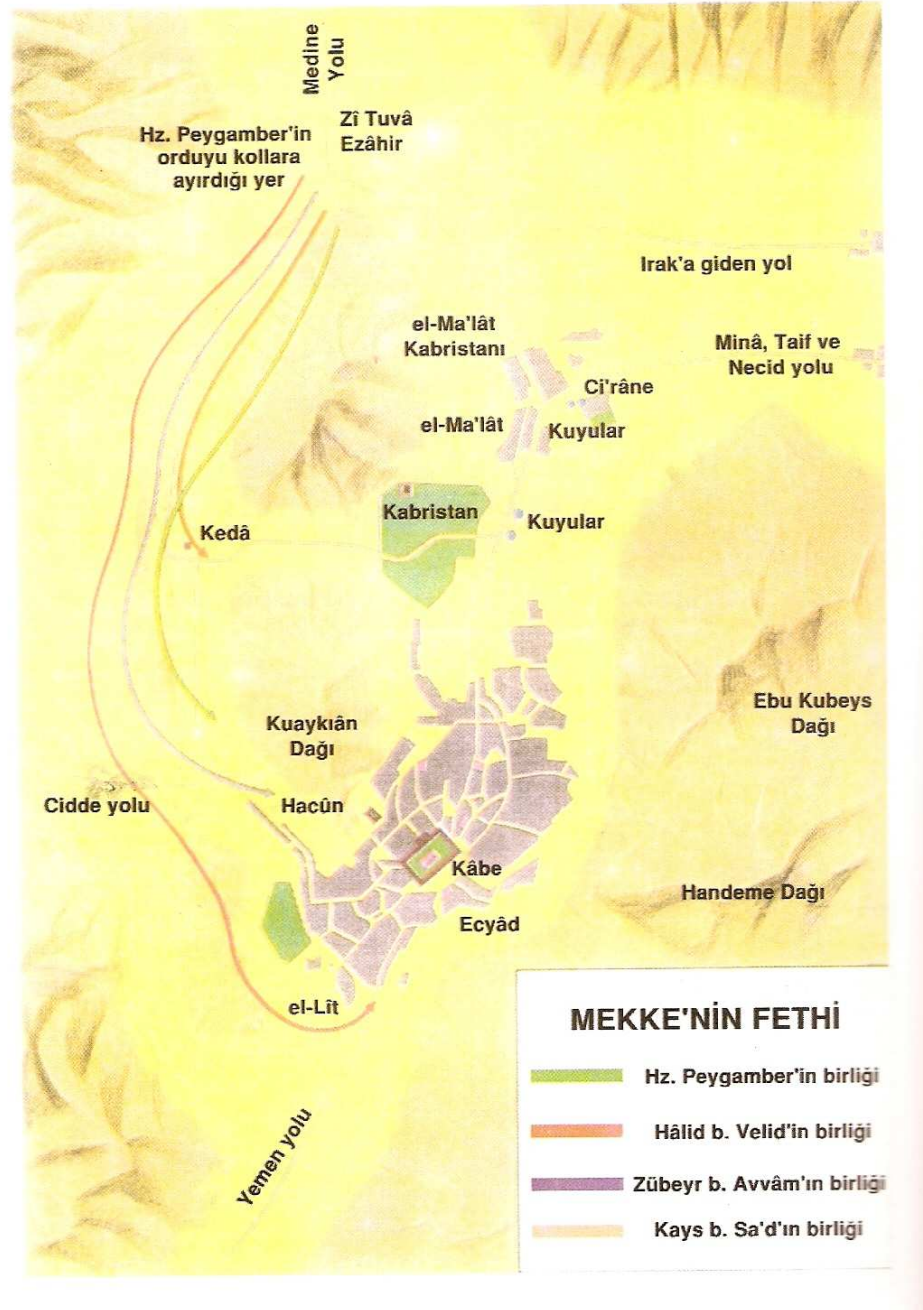 Medine
Yolu
Zî Tuvâ
Ezâhir
Hz. Peygamber'in
orduyu kollara
ayırdığı yer
Irak'a giden yol
el-Ma'lât
Kabristanı
Minâ, Taif ve
Necid yolu
Ci'râne
el-Ma'lât
Kuyular
Kabristan
Kuyular
Kedâ
Ebu Kubeys
Dağı
Kuaykıân
Dağı
Cidde yolu
Hacûn
Kâbe
Handeme Dağı
Ecyâd
el-Lît
Yemen yolu
MEKKE'NİN FETHİ
Hz. Peygamber'in birliği
Hâlid b. Velid'in birliği
Zübeyr b. Avvâm'ın birliği
Kays b. Sa'd'ın birliği